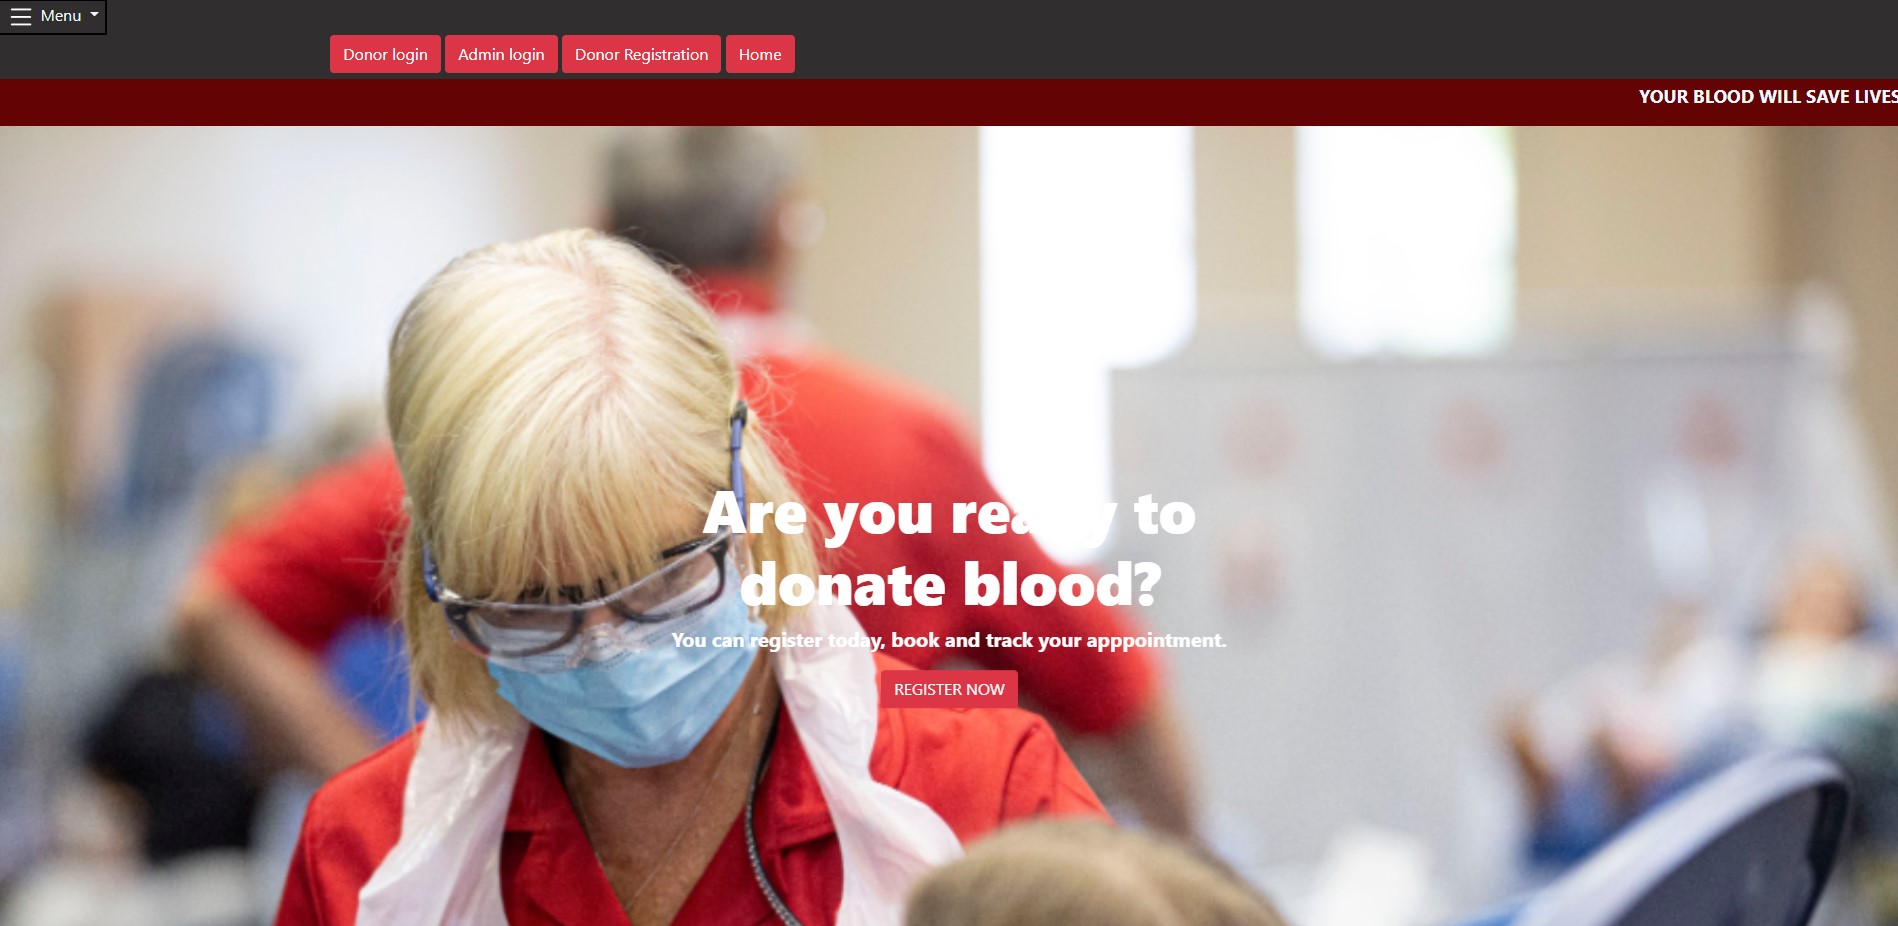 Menu
Donor login Admin login Donor Registration Home
YOUR BLOOD WILL SAVE LIVES
Are you ready to
donate blood?
You can register today, book and track your apppointment.
REGISTER NOW